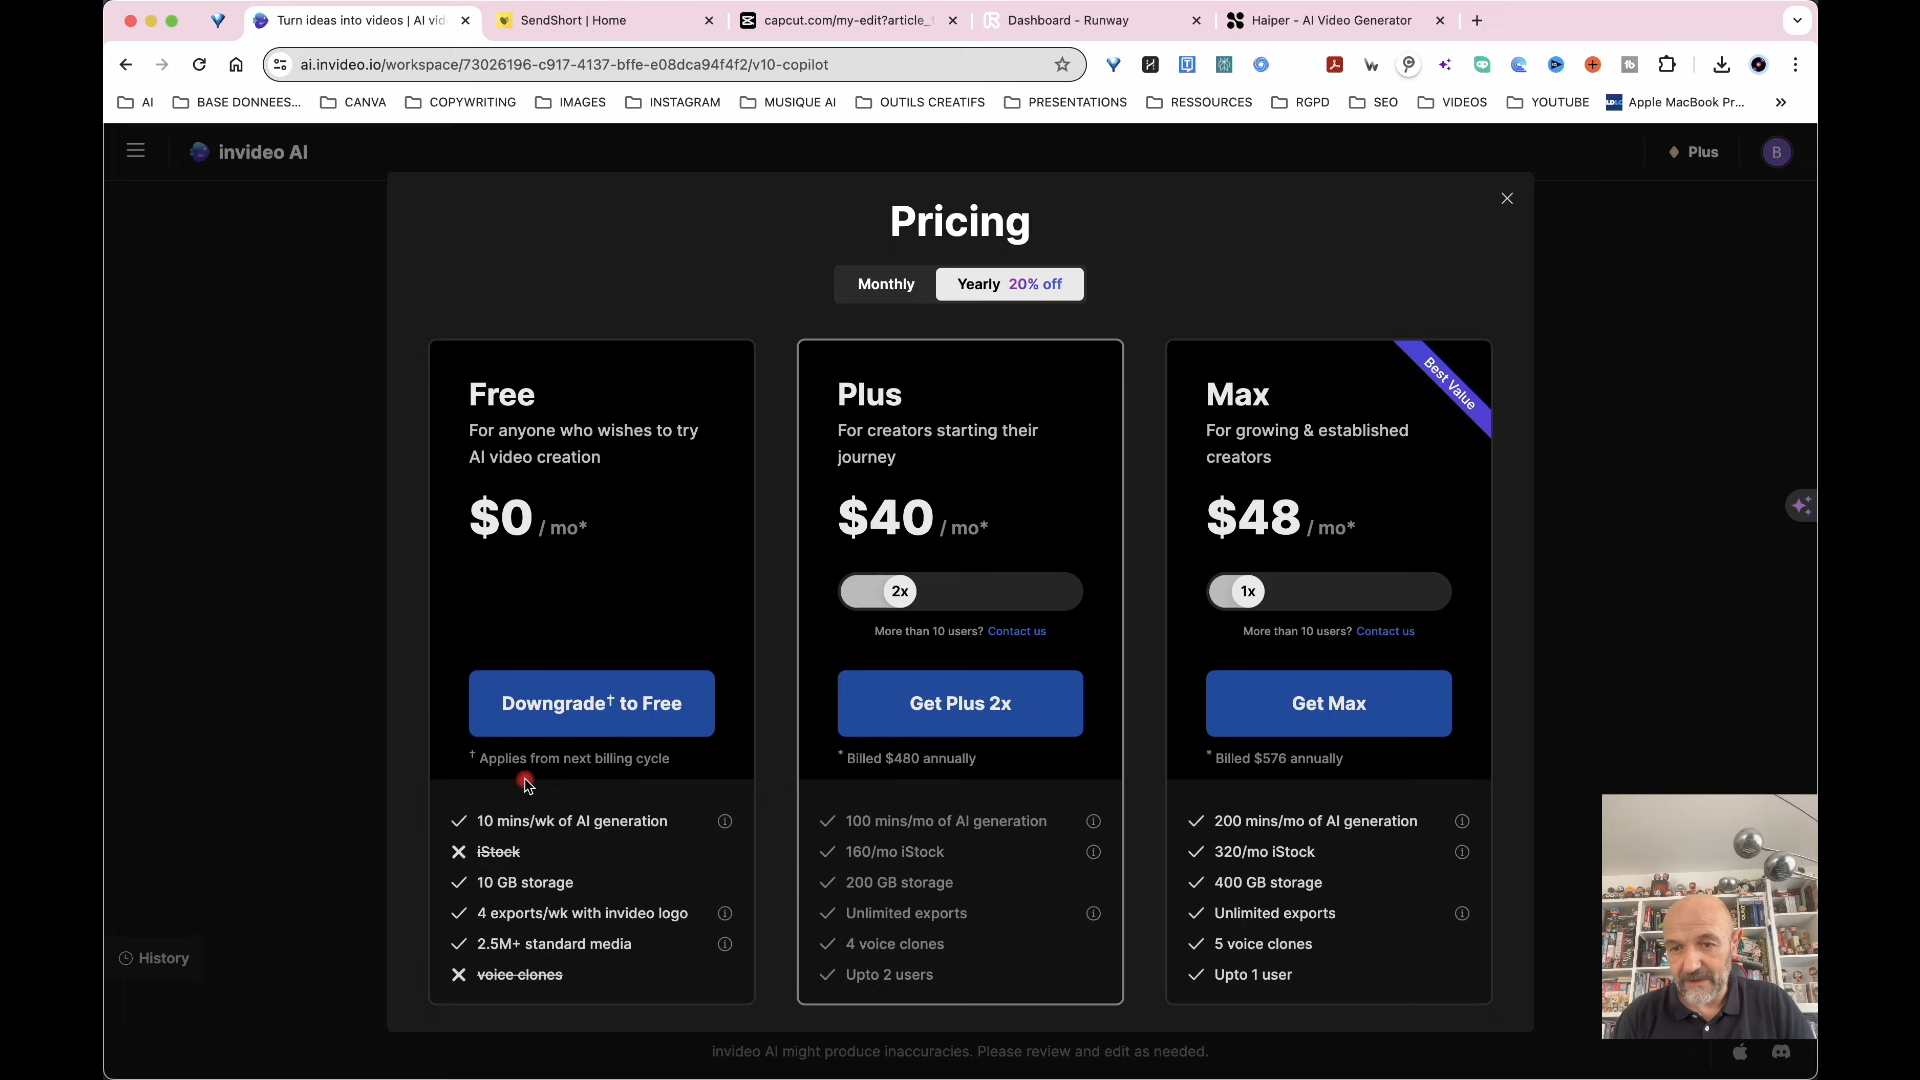 Turn ideas into videos | AI vid
SendShort | Home
capcut.com/my-edit?article_
Dashboard - Runway
Haiper - AI Video Generator
ai.invideo.io/workspace/73026196-c917-4137-bffe-e08dca94f4f2/v10-copilot
AI
BASE DONNEES...
CANVA
COPYWRITING
IMAGES
INSTAGRAM
MUSIQUE AI
OUTILS CREATIFS
PRESENTATIONS
RESSOURCES
RGPD
SEO
VIDEOS
YOUTUBE
Apple MacBook Pr...
invideo AI
Plus
B
Pricing
Monthly
Yearly 20% off
Free
For anyone who wishes to try
AI video creation
$0 / mo*
Downgrade† to Free
† Applies from next billing cycle
10 mins/wk of AI generation
iStock
10 GB storage
4 exports/wk with invideo logo
2.5M+ standard media
voice clones
Plus
For creators starting their
journey
$40 / mo*
2x
More than 10 users? Contact us
Get Plus 2x
* Billed $480 annually
100 mins/mo of AI generation
160/mo iStock
200 GB storage
Unlimited exports
4 voice clones
Upto 2 users
Best Value
Max
For growing & established
creators
$48 / mo*
1x
More than 10 users? Contact us
Get Max
* Billed $576 annually
200 mins/mo of AI generation
320/mo iStock
400 GB storage
Unlimited exports
5 voice clones
Upto 1 user
History
invideo AI might produce inaccuracies. Please review and edit as needed.